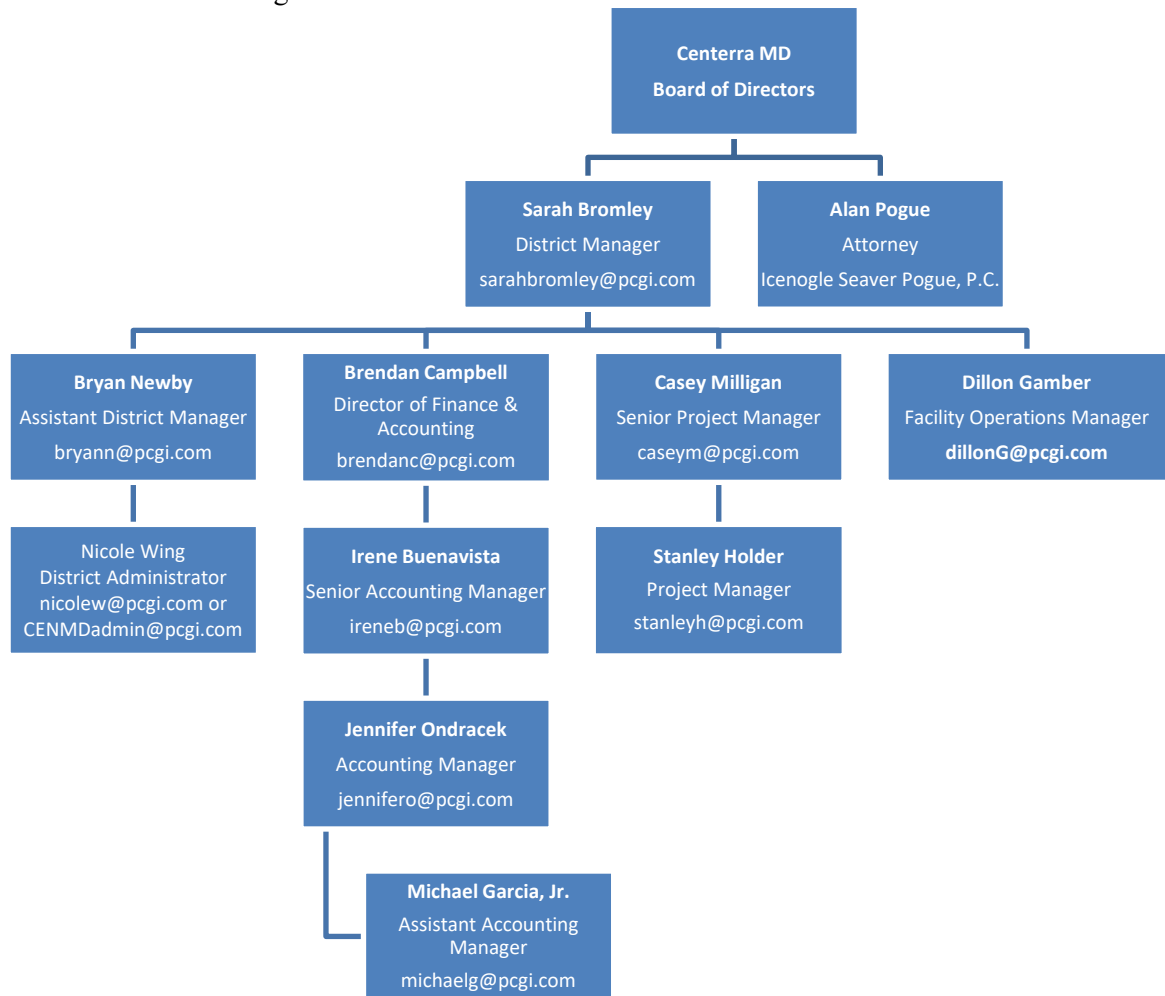 Centerra MD
Board of Directors
Sarah Bromley
District Manager
sarahbromley@pcgi.com
Alan Pogue
Attorney
Icenogle Seaver Pogue, P.C.
Bryan Newby
Assistant District Manager
bryann@pcgi.com
Brendan Campbell
Director of Finance &
Accounting
brendanc@pcgi.com
Casey Milligan
Senior Project Manager
caseym@pcgi.com
Dillon Gamber
Facility Operations Manager
dillonG@pcgi.com
Nicole Wing
District Administrator
nicolew@pcgi.com or
CENMDadmin@pcgi.com
Irene Buenavista
Senior Accounting Manager
ireneb@pcgi.com
Stanley Holder
Project Manager
stanleyh@pcgi.com
Jennifer Ondracek
Accounting Manager
jennifero@pcgi.com
Michael Garcia, Jr.
Assistant Accounting
Manager
michaelg@pcgi.com